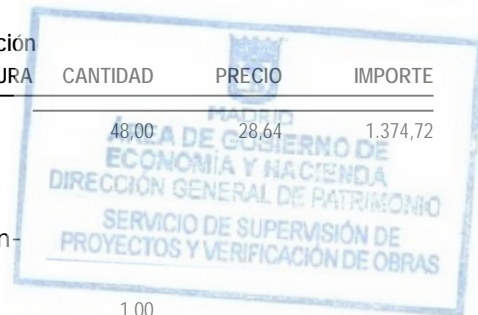 ción
URA CANTIDAD PRECIO IMPORTE
MADRID
48,00 28,64 1.374,72
ÁREA DE GOBIERNO DE
ECONOMÍA Y HACIENDA
DIRECCIÓN GENERAL DE PATRIMONIO
SERVICIO DE SUPERVISIÓN DE
PROYECTOS Y VERIFICACIÓN DE OBRAS
n-
1,00